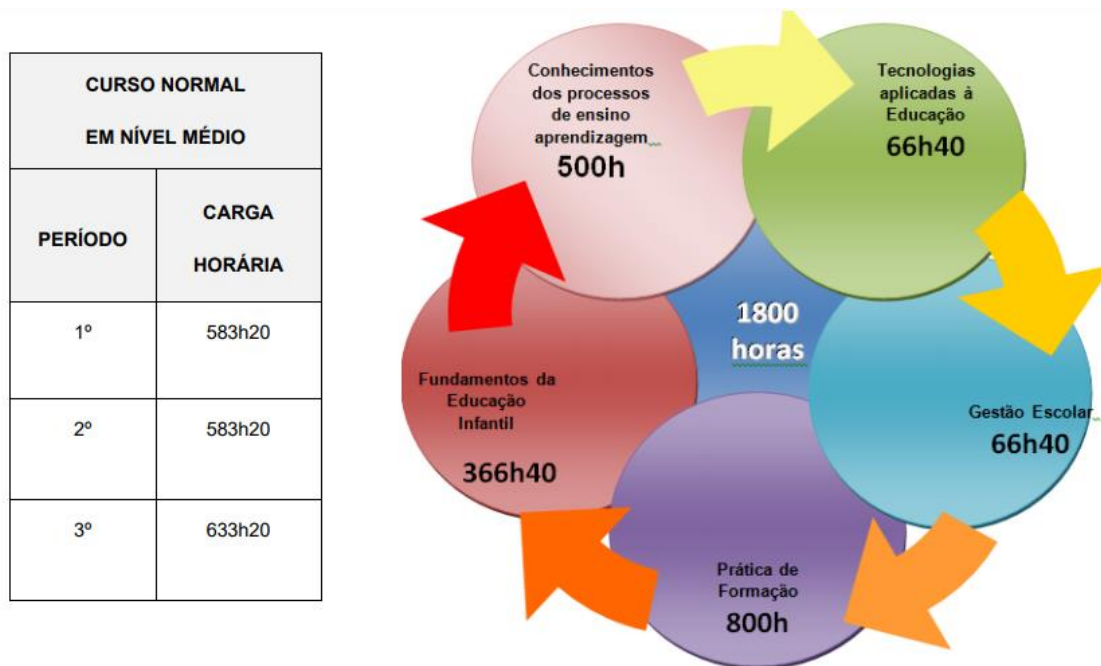 CURSO NORMAL
EM NÍVEL MÉDIO
PERÍODO
CARGA
HORÁRIA
1º
583h20
2º
583h20
3º
633h20
Conhecimentos
dos processos
de ensino
aprendizagem
500h
Tecnologias
aplicadas à
Educação
66h40
1800
horas
Fundamentos da
Educação
Infantil
366h40
Gestão Escolar
66h40
Prática de
Formação
800h